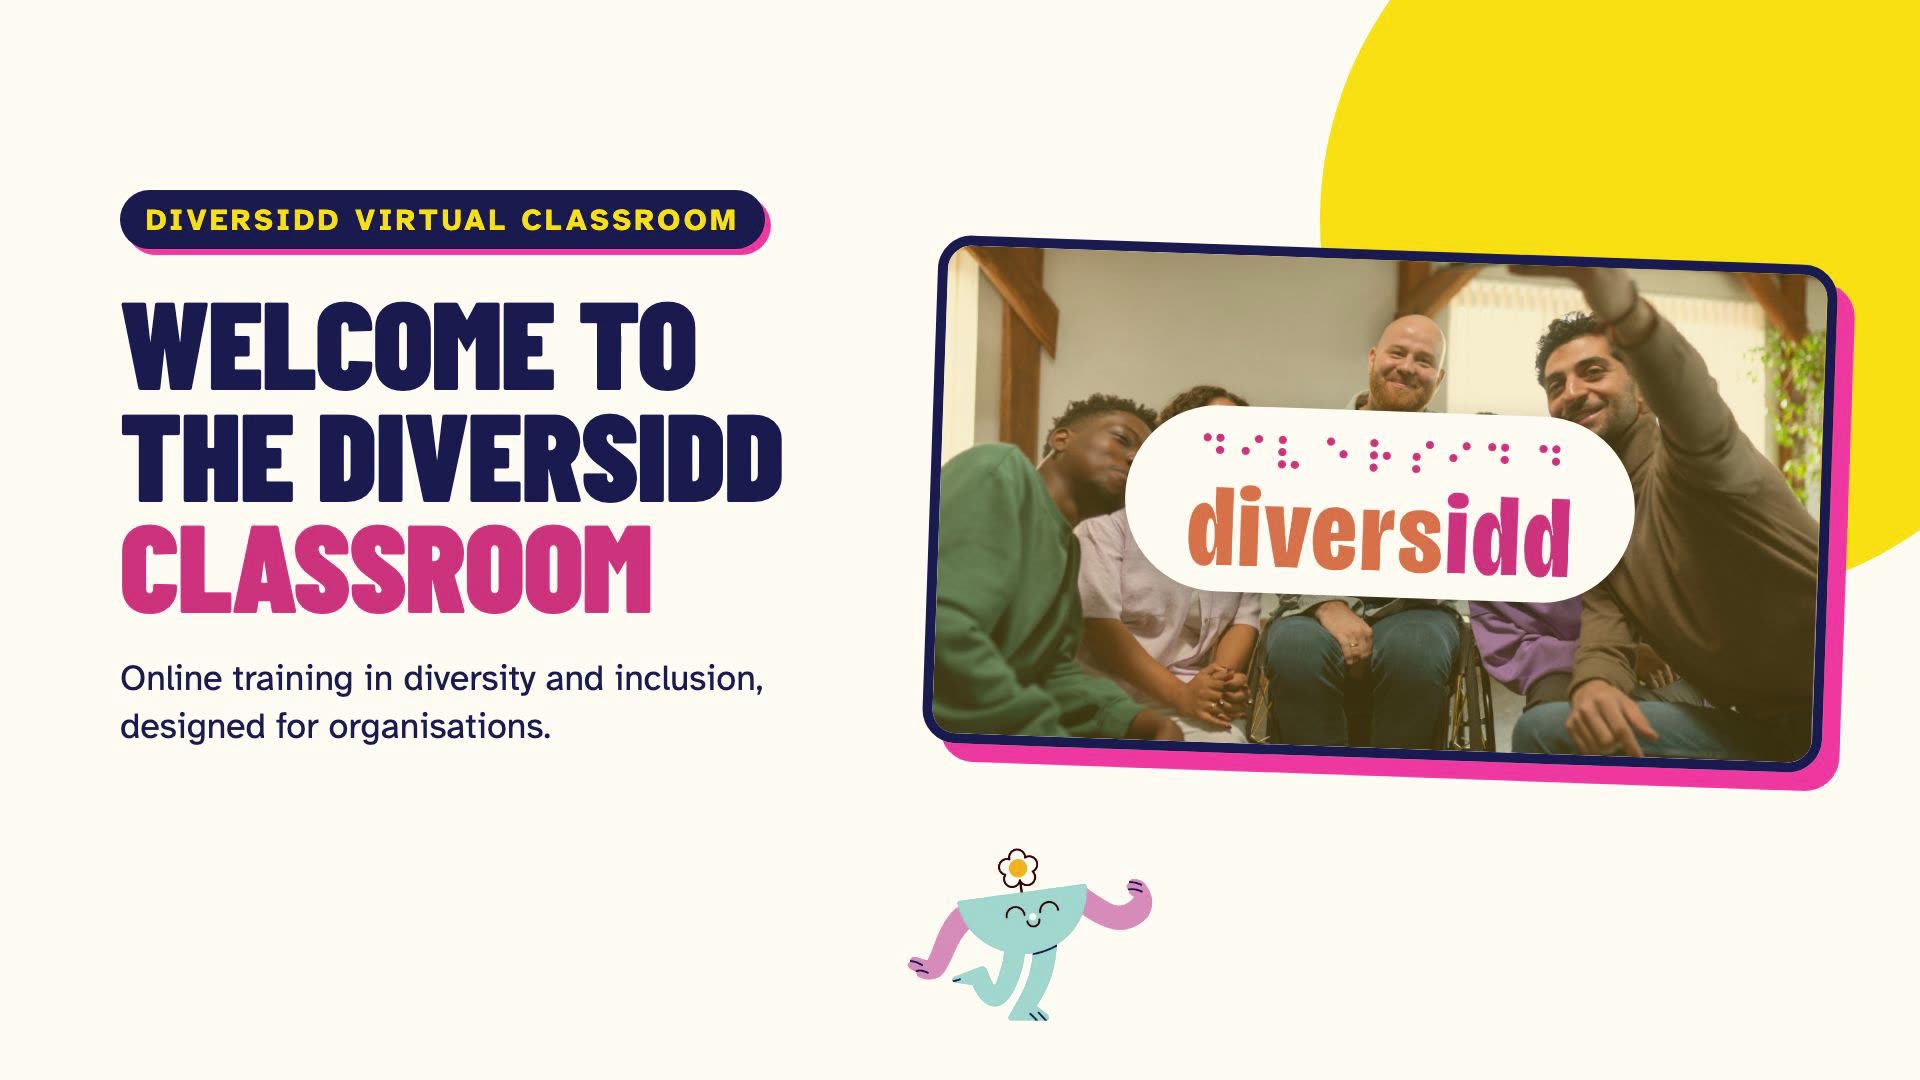 DIVERSIDD VIRTUAL CLASSROOM
WELCOME TO
THE DIVERSIDD
CLASSROOM
Online training in diversity and inclusion,
designed for organisations.
⠙⠊⠧⠑⠗⠎⠊⠙⠙
diversidd